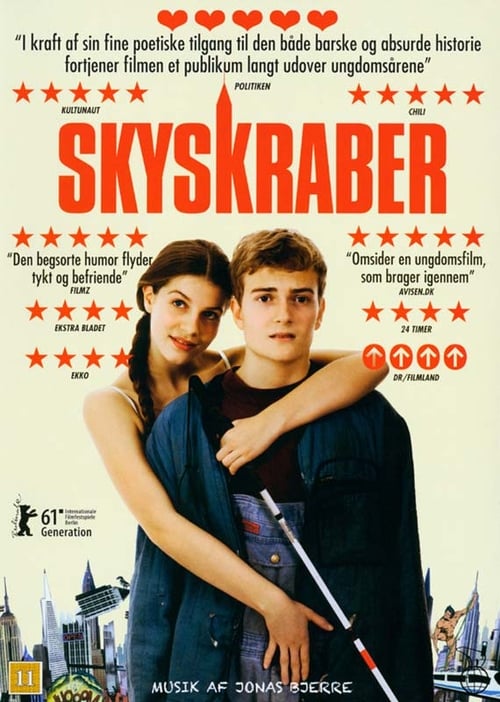 "I kraft af sin fine poetiske tilgang til den både barske og absurde historie
fortjener filmen et publikum langt udover ungdomsårene"
POLITIKEN
KULTUNAUT
CHILI
SKYSKRABER
"Den begsorte humor flyder
tykt og befriende"
FILMZ
"Omsider en ungdomsfilm,
som brager igennem"
AVISEN.DK
EKSTRA BLADET
24 TIMER
EKKO
DR/FILMLAND
61
Internationale
Filmfestspiele
Berlin
Generation
11
MUSIK AF JONAS BJERRE